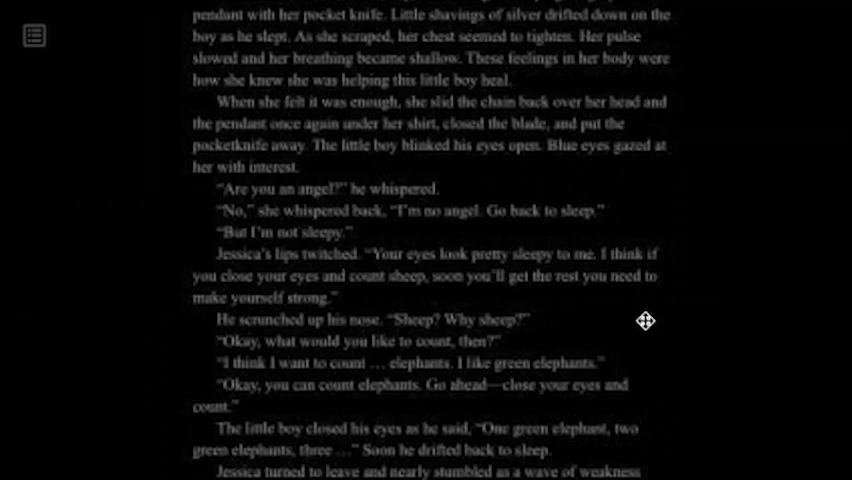 pendant with her pocket knife. Little shavings of silver drifted down on the
boy as he slept. As she scraped, her chest seemed to tighten. Her pulse
slowed and her breathing became shallow. These feelings in her body were
how she knew she was helping this little boy heal.
When she felt it was enough, she slid the chain back over her head and
the pendant once again under her shirt, closed the blade, and put the
pocketknife away. The little boy blinked his eyes open. Blue eyes gazed at
her with interest.
“Are you an angel?” he whispered.
“No,” she whispered back, “I’m no angel. Go back to sleep.”
“But I’m not sleepy.”
Jessica’s lips twitched. “Your eyes look pretty sleepy to me. I think if
you close your eyes and count sheep, soon you’ll get the rest you need to
make yourself strong.”
He scrunched up his nose. “Sheep? Why sheep?”
“Okay, what would you like to count, then?”
“I think I want to count … elephants. I like green elephants.”
“Okay, you can count elephants. Go ahead—close your eyes and
count.”
The little boy closed his eyes as he said, “One green elephant, two
green elephants, three …” Soon he drifted back to sleep.
Jessica turned to leave and nearly stumbled as a wave of weakness